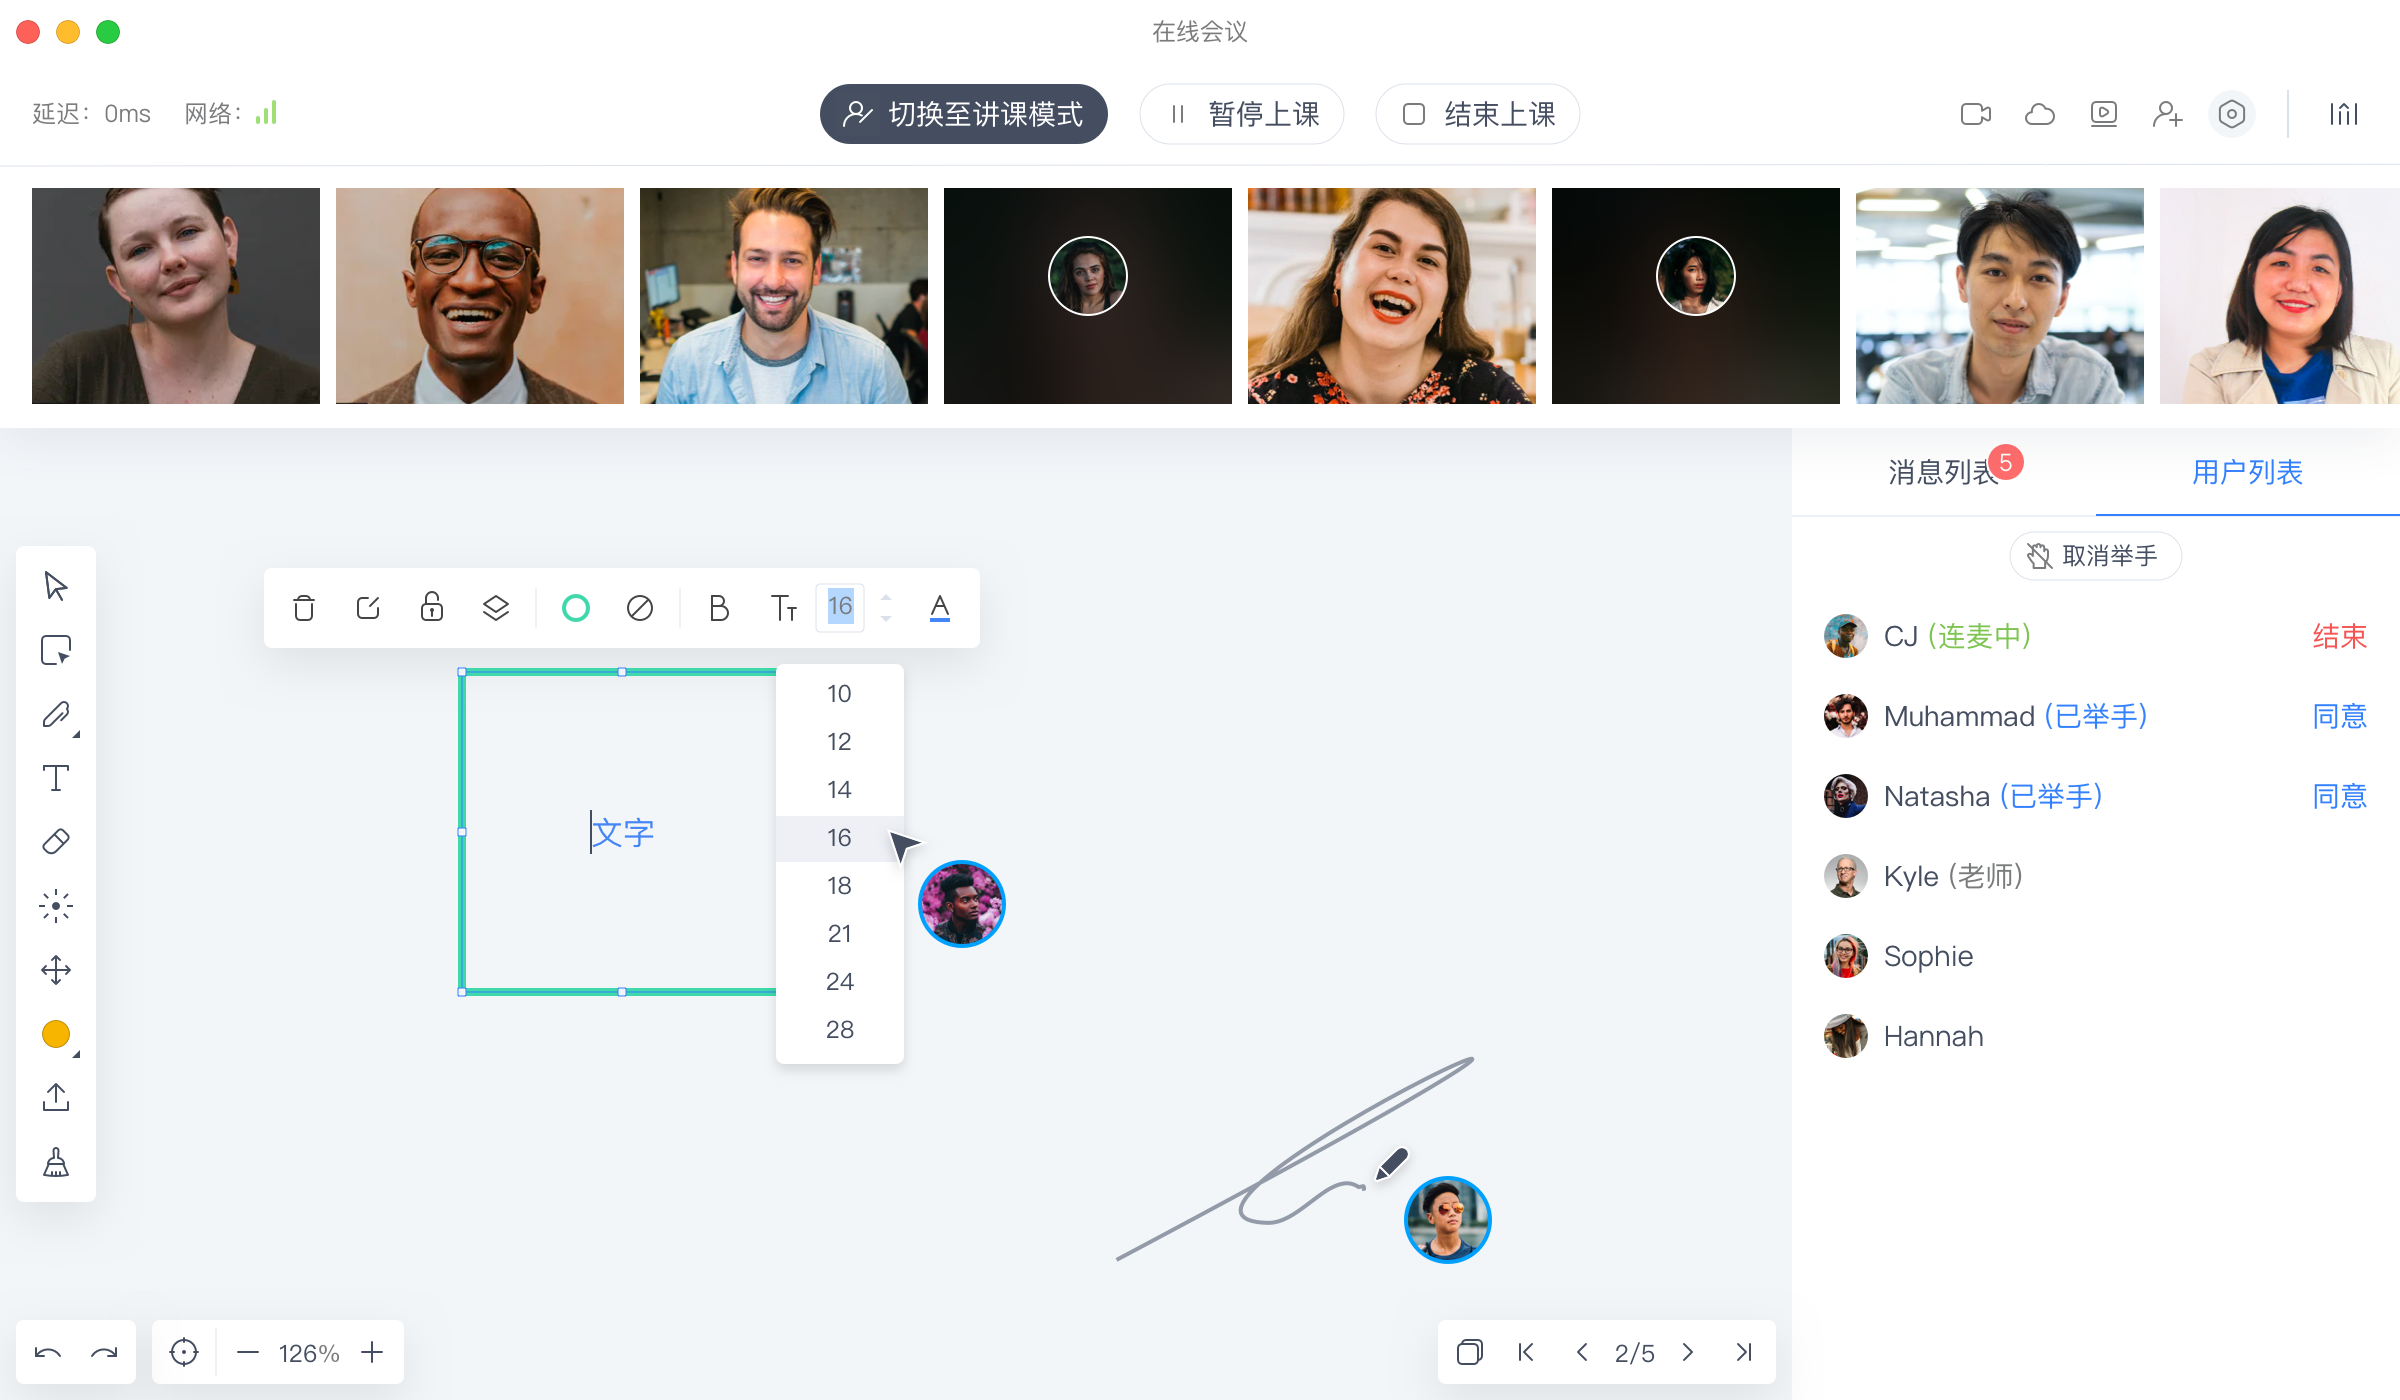 在线会议
延迟：0ms 网络：
切换至讲课模式
暂停上课
结束上课
消息列表 5
用户列表
取消举手
CJ (连麦中) 结束
Muhammad (已举手) 同意
Natasha (已举手) 同意
Kyle (老师)
Sophie
Hannah
B TT 16 A
10
12
14
16
18
21
24
28
文字
T
126%
2/5